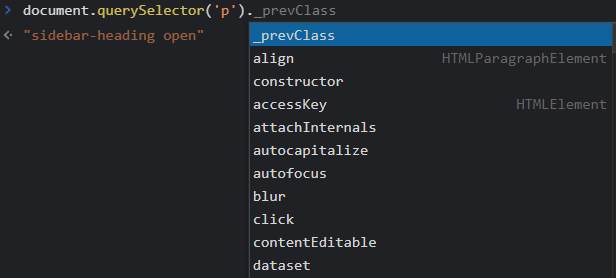 > document.querySelector('p')._prevClass
"sidebar-heading open"
_prevClass
align HTMLParagraphElement
constructor
accessKey HTMLElement
attachInternals
autocapitalize
autofocus
blur
click
contentEditable
dataset